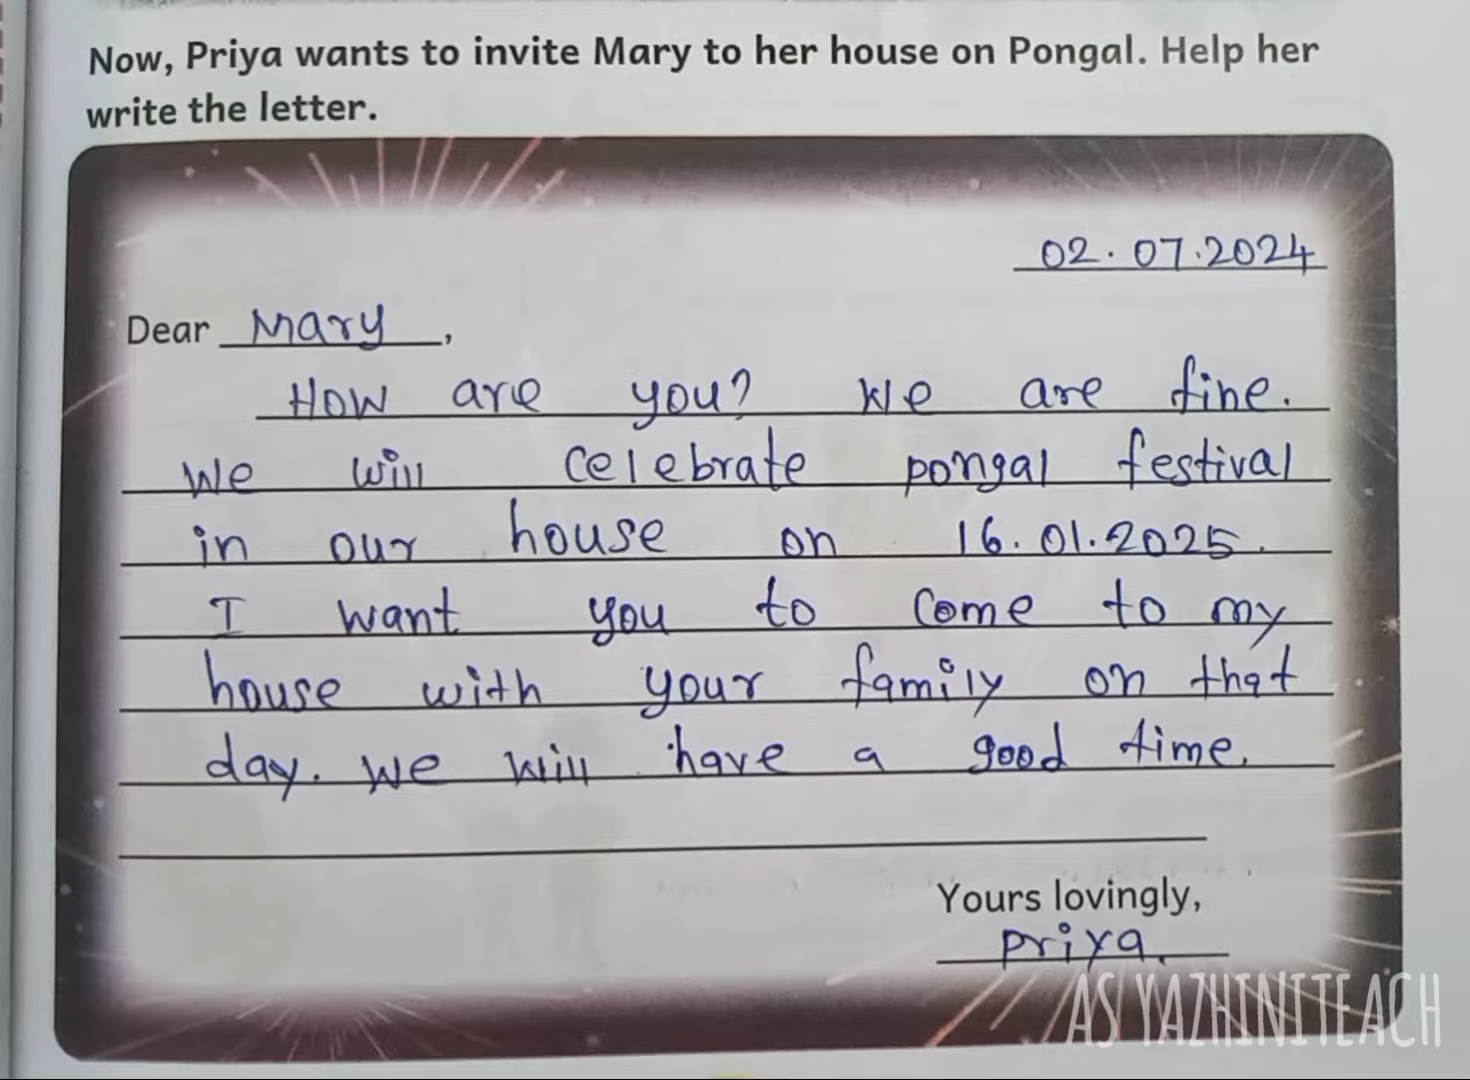 Now, Priya wants to invite Mary to her house on Pongal. Help her
write the letter.
02.07.2024
Dear Mary,
How are you? We are fine.
We will celebrate pongal festival
in our house on 16.01.2025.
I want you to come to my
house with your family on that
day. We will have a good time.
Yours lovingly,
Priya.
AS YAZHINITEACH